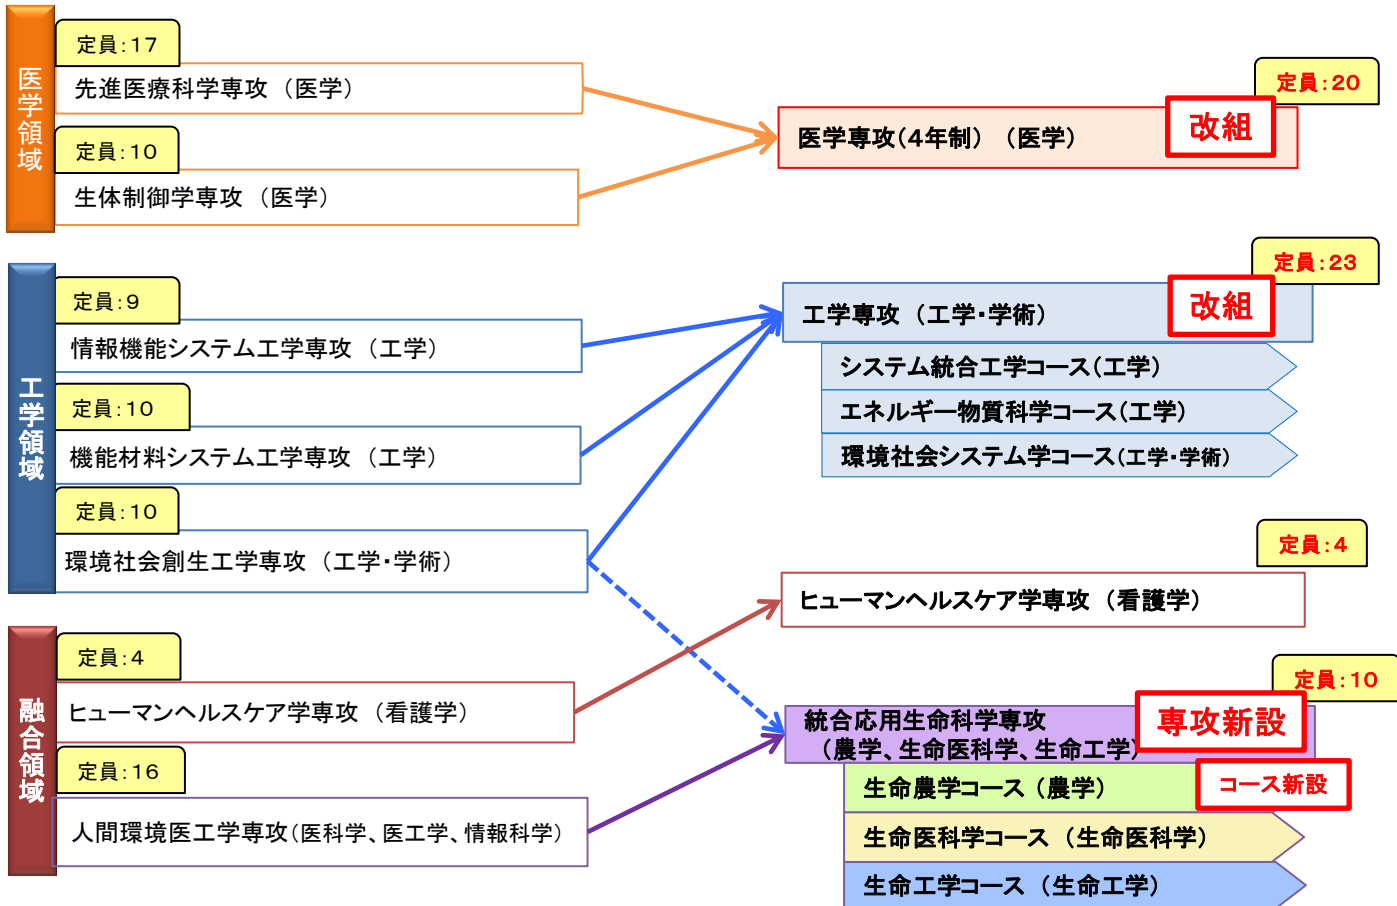 医学領域
定員:17
先進医療科学専攻（医学）
定員:10
生体制御学専攻（医学）
定員:20
改組
医学専攻(4年制)（医学）
工学領域
定員:9
情報機能システム工学専攻（工学）
定員:10
機能材料システム工学専攻（工学）
定員:10
環境社会創生工学専攻（工学・学術）
定員:23
改組
工学専攻（工学・学術）
システム統合工学コース(工学)
エネルギー物質科学コース(工学)
環境社会システム学コース(工学・学術)
融合領域
定員:4
ヒューマンヘルスケア学専攻（看護学）
定員:16
人間環境医工学専攻(医科学、医工学、情報科学)
定員:4
ヒューマンヘルスケア学専攻（看護学）
定員:10
専攻新設
統合応用生命科学専攻
（農学、生命医科学、生命工学）
コース新設
生命農学コース（農学）
生命医科学コース（生命医科学）
生命工学コース（生命工学）